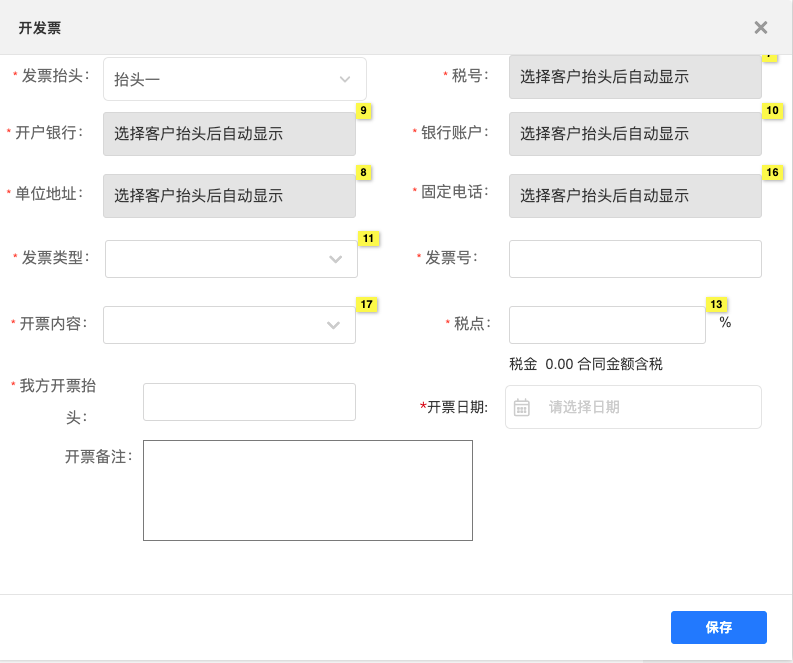 开发票
* 发票抬头: 抬头一 * 税号: 选择客户抬头后自动显示
* 开户银行: 选择客户抬头后自动显示 9 * 银行账户: 选择客户抬头后自动显示 10
* 单位地址: 选择客户抬头后自动显示 8 * 固定电话: 选择客户抬头后自动显示 16
* 发票类型: 11 * 发票号:
* 开票内容: 17 * 税点: 13 %
税金 0.00 合同金额含税
* 我方开票抬
头:
*开票日期: 请选择日期
开票备注:
保存